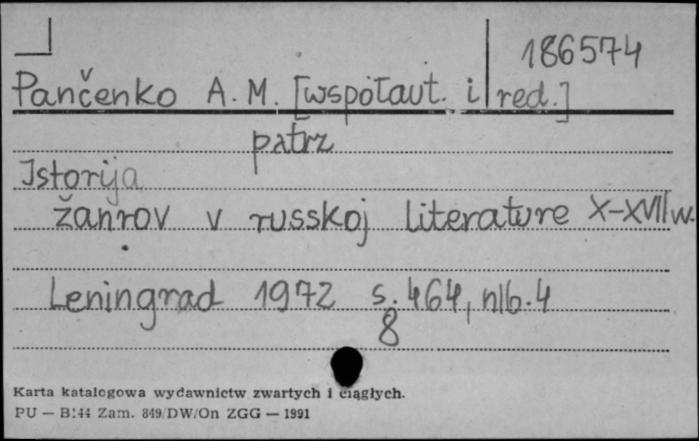 186574
Pančenko A. M. [współaut. i red.]
patrz
Istorija
žanrov v russkoj literature X-XVII w.
Leningrad 1972 s. 464, nlb. 4
8
Karta katalogowa wydawnictw zwartych i ciągłych.
PU — B:44 Zam. 849/DW/On ZGG — 1991